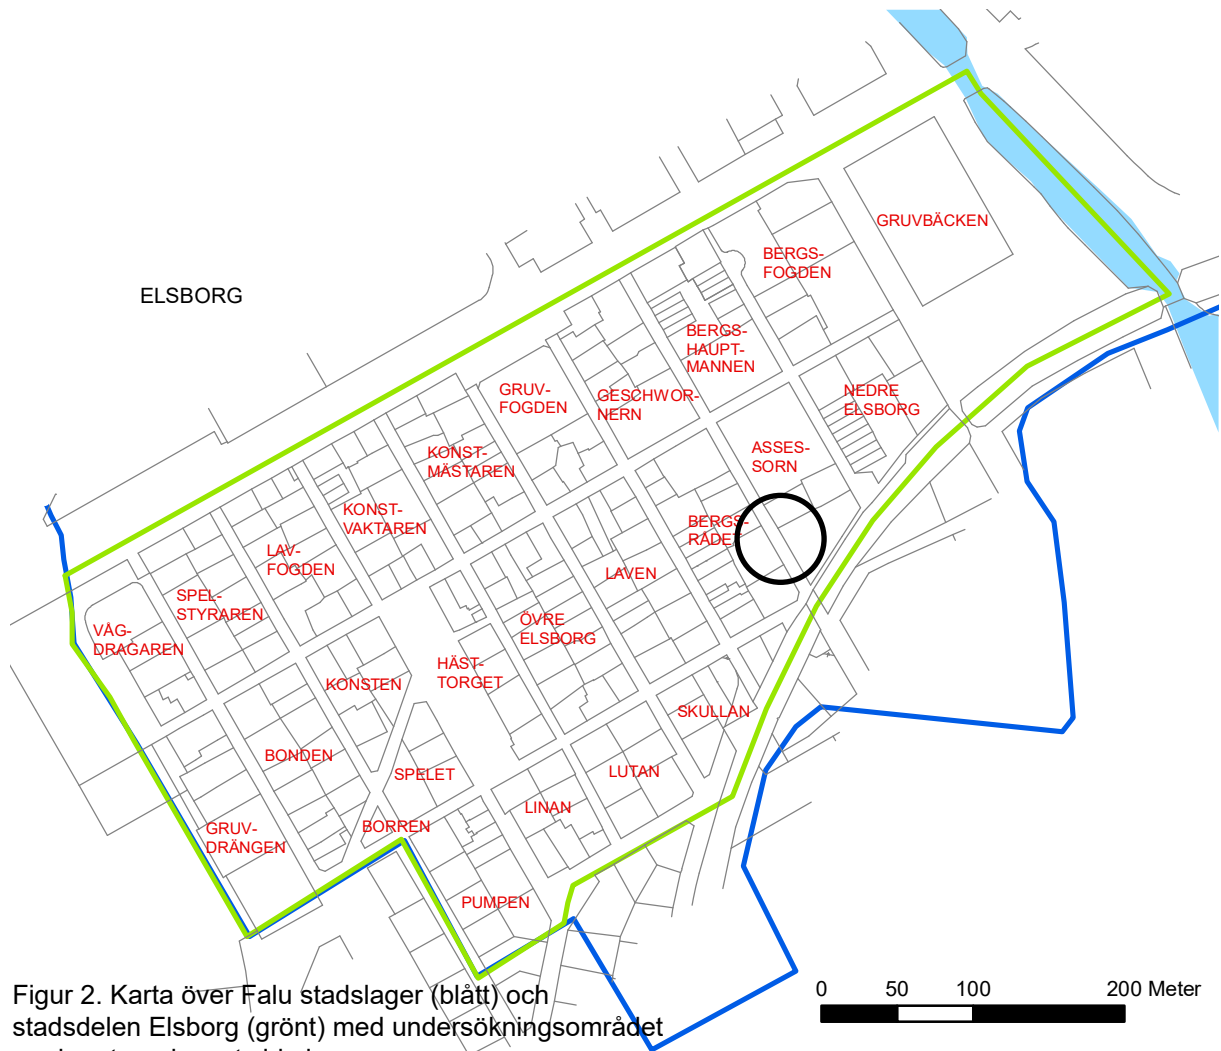 ELSBORG
GRUVBÄCKEN
BERGS-
FOGDEN
BERGS-
HAUPT-
MANNEN
GRUV-
FOGDEN
GESCHWOR-
NERN
NEDRE
ELSBORG
ASSES-
SORN
KONST-
MÄSTAREN
KONST-
VAKTAREN
BERGS-
RÅDET
LAV-
FOGDEN
LAVEN
SPEL-
STYRAREN
ÖVRE
ELSBORG
VÅG-
DRAGAREN
HÄST-
TORGET
KONSTEN
SKULLAN
BONDEN
SPELET
LUTAN
LINAN
BORREN
GRUV-
DRÄNGEN
PUMPEN
0 50 100 200 Meter
Figur 2. Karta över Falu stadslager (blått) och
stadsdelen Elsborg (grönt) med undersökningsområdet